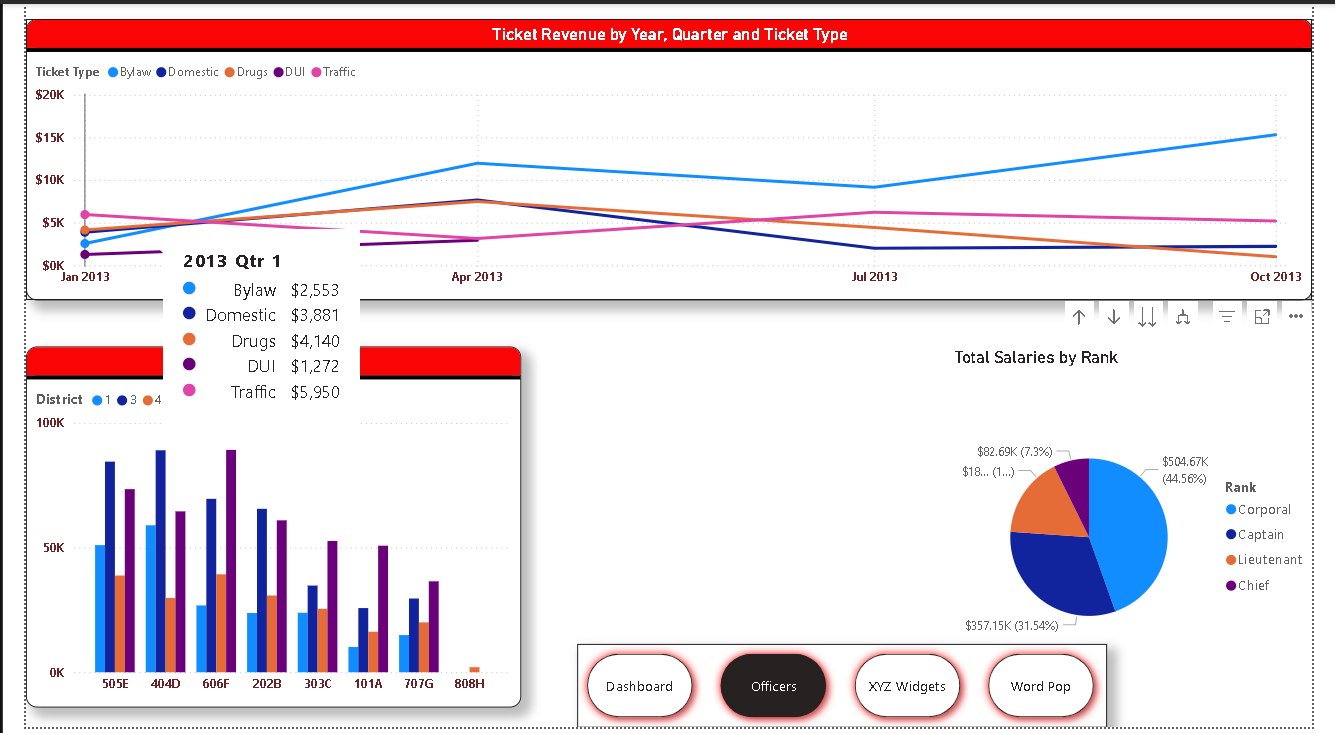 Ticket Revenue by Year, Quarter and Ticket Type
Ticket Type Bylaw Domestic Drugs DUI Traffic
$20K
$15K
$10K
$5K
$0K
Jan 2013 Apr 2013 Jul 2013 Oct 2013
2013 Qtr 1
Bylaw $2,553
Domestic $3,881
Drugs $4,140
DUI $1,272
Traffic $5,950
District 1 3 4
100K
50K
0K
505E 404D 606F 202B 303C 101A 707G 808H
Total Salaries by Rank
$82.69K (7.3%)
$18... (1...)
$504.67K
(44.56%)
$357.15K (31.54%)
Rank
Corporal
Captain
Lieutenant
Chief
Dashboard Officers XYZ Widgets Word Pop